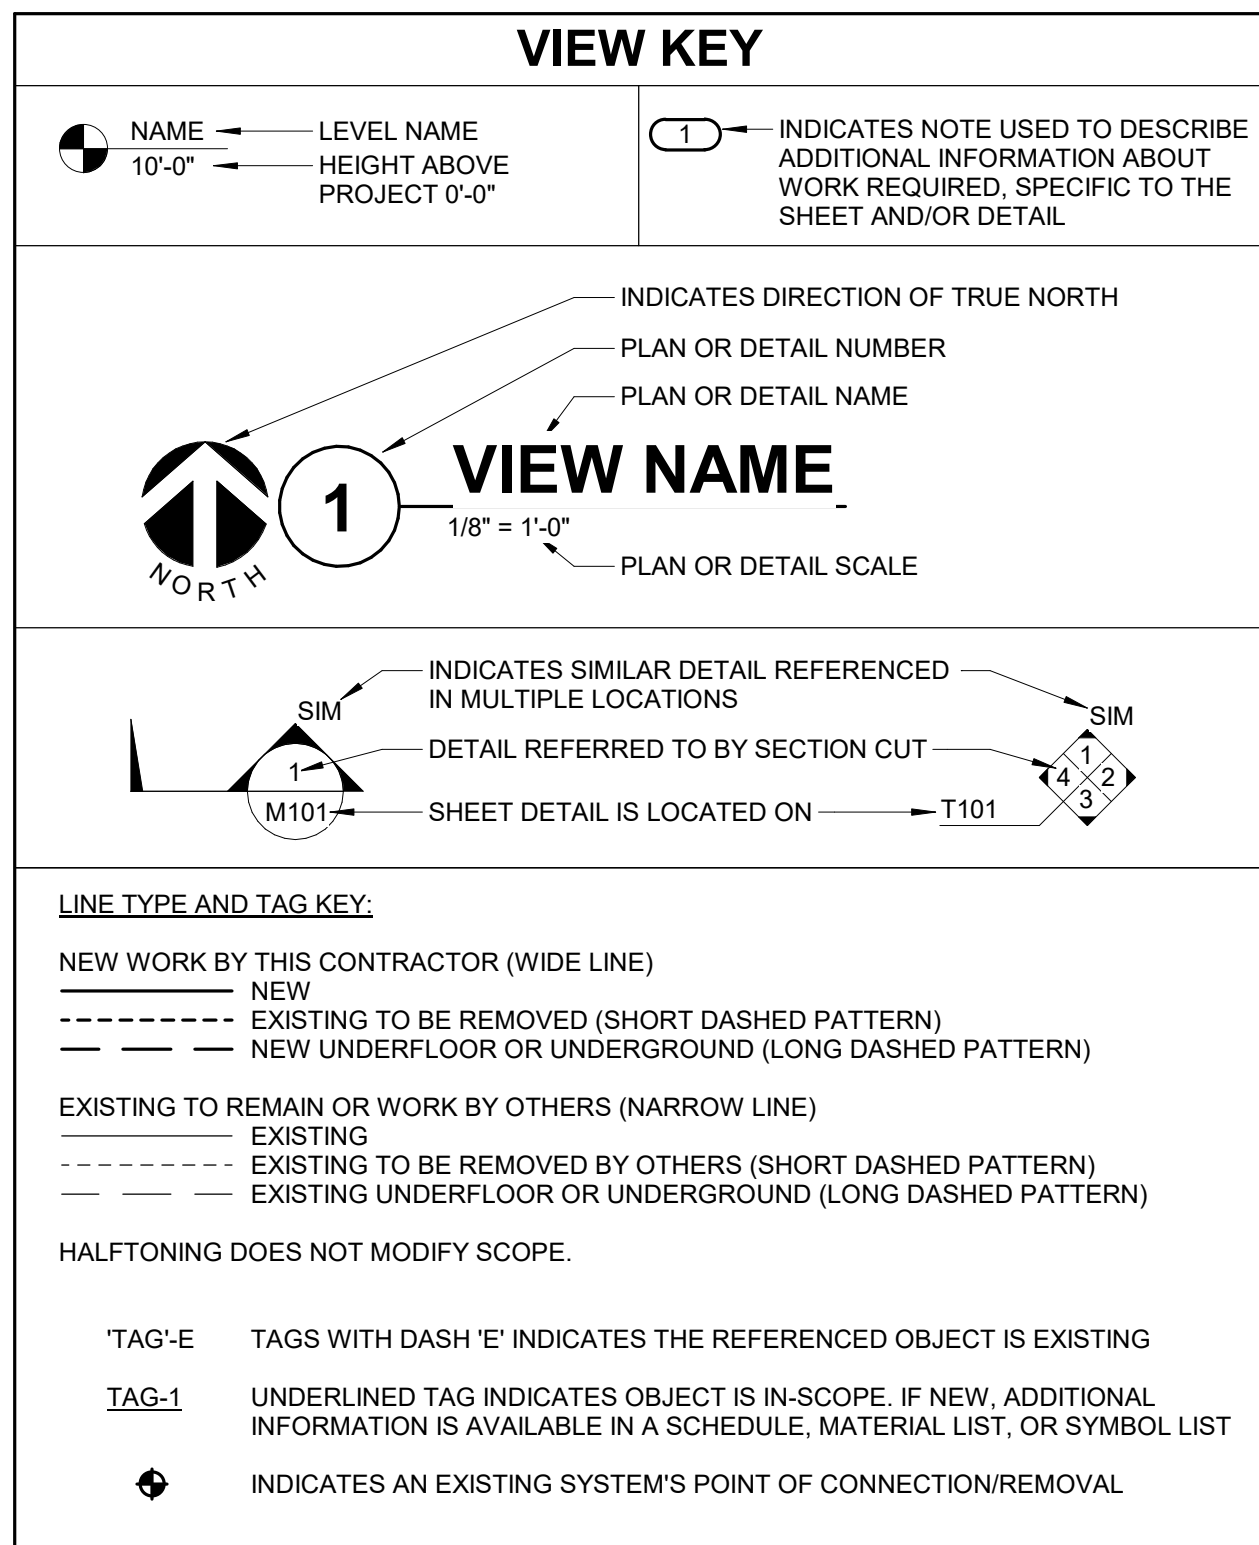 VIEW KEY
NAME
LEVEL NAME
10'-0"
HEIGHT ABOVE
PROJECT 0'-0"
1
INDICATES NOTE USED TO DESCRIBE
ADDITIONAL INFORMATION ABOUT
WORK REQUIRED, SPECIFIC TO THE
SHEET AND/OR DETAIL
INDICATES DIRECTION OF TRUE NORTH
PLAN OR DETAIL NUMBER
PLAN OR DETAIL NAME
NORTH
1
VIEW NAME
1/8" = 1'-0"
PLAN OR DETAIL SCALE
INDICATES SIMILAR DETAIL REFERENCED
IN MULTIPLE LOCATIONS
SIM
SIM
1
DETAIL REFERRED TO BY SECTION CUT
1
4 2
3
M101
SHEET DETAIL IS LOCATED ON
T101
LINE TYPE AND TAG KEY:
NEW WORK BY THIS CONTRACTOR (WIDE LINE)
NEW
EXISTING TO BE REMOVED (SHORT DASHED PATTERN)
NEW UNDERFLOOR OR UNDERGROUND (LONG DASHED PATTERN)
EXISTING TO REMAIN OR WORK BY OTHERS (NARROW LINE)
EXISTING
EXISTING TO BE REMOVED BY OTHERS (SHORT DASHED PATTERN)
EXISTING UNDERFLOOR OR UNDERGROUND (LONG DASHED PATTERN)
HALFTONING DOES NOT MODIFY SCOPE.
'TAG'-E TAGS WITH DASH 'E' INDICATES THE REFERENCED OBJECT IS EXISTING
TAG-1 UNDERLINED TAG INDICATES OBJECT IS IN-SCOPE. IF NEW, ADDITIONAL
INFORMATION IS AVAILABLE IN A SCHEDULE, MATERIAL LIST, OR SYMBOL LIST
INDICATES AN EXISTING SYSTEM'S POINT OF CONNECTION/REMOVAL